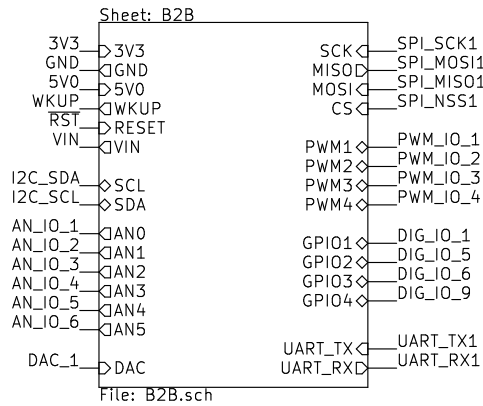 Sheet: B2B
3V3 3V3 SCK SPI_SCK1
GND GND MISO SPI_MOSI1
5V0 5V0 MOSI SPI_MISO1
WKUP WKUP CS SPI_NSS1
RST RESET
VIN VIN PWM1 PWM_IO_1
PWM2 PWM_IO_2
I2C_SDA SCL PWM3 PWM_IO_3
I2C_SCL SDA PWM4 PWM_IO_4
AN_IO_1 AN0 GPIO1 DIG_IO_1
AN_IO_2 AN1 GPIO2 DIG_IO_5
AN_IO_3 AN2 GPIO3 DIG_IO_6
AN_IO_4 AN3 GPIO4 DIG_IO_9
AN_IO_5 AN4
AN_IO_6 AN5 UART_TX UART_TX1
DAC_1 DAC UART_RX UART_RX1
File: B2B.sch